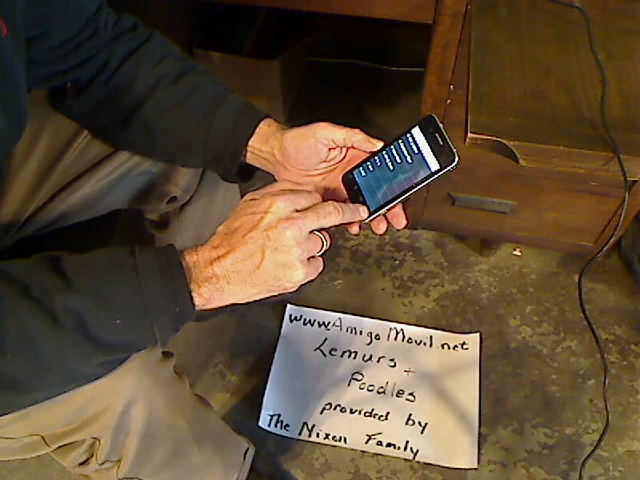 www.AmigoMovil.net
Lemurs +
Poodles
provided by
The Nixon Family